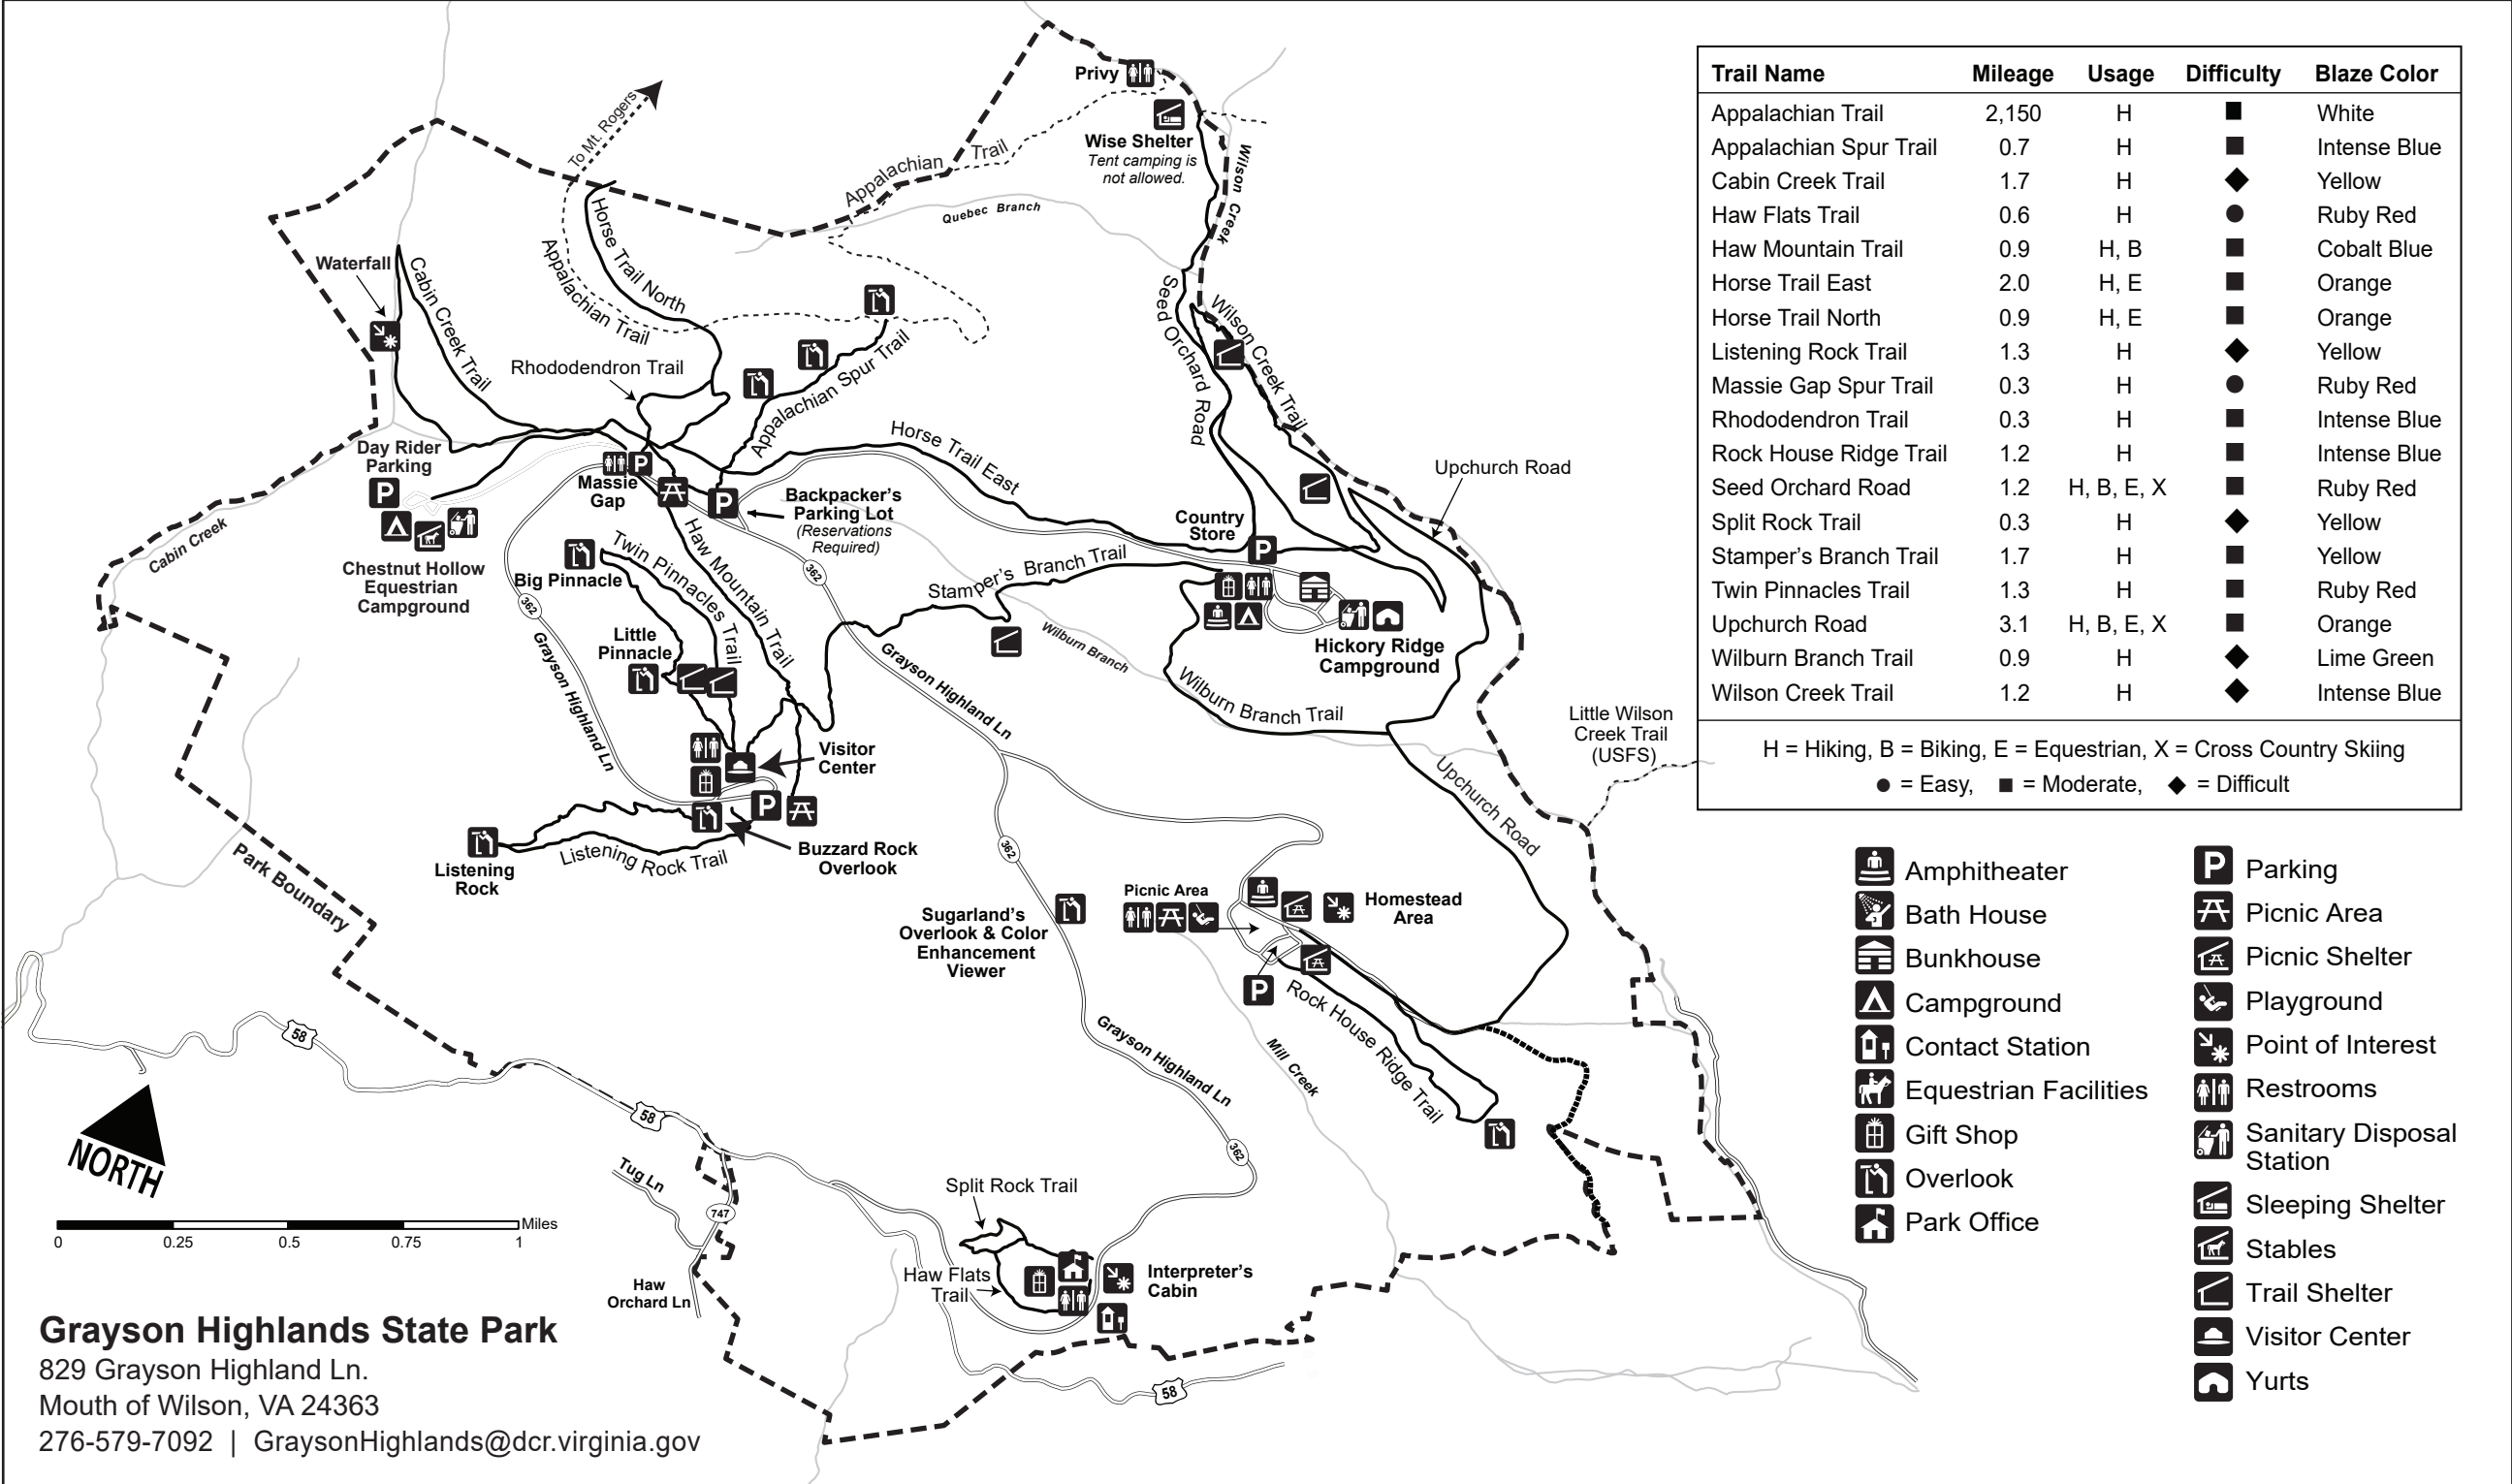 To Mt. Rogers
Privy
Wise Shelter
Tent camping is
not allowed.
Appalachian
Trail
Quebec Branch
Wilson Creek
Waterfall
Cabin Creek Trail
Horse Trail North
Appalachian Trail
Rhododendron Trail
Appalachian Spur Trail
Seed Orchard Road
Wilson Creek Trail
Upchurch Road
Day Rider
Parking
P
P
P
Massie
Gap
Horse Trail East
Backpacker's
Parking Lot
(Reservations
Required)
Country
Store
P
Cabin Creek
Chestnut Hollow
Equestrian
Campground
Big Pinnacle
Twin Pinnacles Trail
Haw Mountain Trail
362
362
Stamper's Branch Trail
Wilburn Branch
Hickory Ridge
Campground
Little
Pinnacle
Grayson Highland Ln
Grayson Highland Ln
Wilburn Branch Trail
Little Wilson
Creek Trail
(USFS)
Visitor
Center
P
Upchurch Road
Listening
Rock
Listening Rock Trail
Buzzard Rock
Overlook
362
Park Boundary
Sugarland's
Overlook & Color
Enhancement
Viewer
Picnic Area
Homestead
Area
P
Rock House Ridge Trail
Mill Creek
Grayson Highland Ln
362
58
58
NORTH
Tug Ln
747
Haw
Orchard Ln
Miles
0 0.25 0.5 0.75 1
Split Rock Trail
Haw Flats
Trail
Interpreter's
Cabin
58
Grayson Highlands State Park
829 Grayson Highland Ln.
Mouth of Wilson, VA 24363
276-579-7092 | GraysonHighlands@dcr.virginia.gov
Trail Name Mileage Usage Difficulty Blaze Color
Appalachian Trail 2,150 H ■ White
Appalachian Spur Trail 0.7 H ■ Intense Blue
Cabin Creek Trail 1.7 H ◆ Yellow
Haw Flats Trail 0.6 H ● Ruby Red
Haw Mountain Trail 0.9 H, B ■ Cobalt Blue
Horse Trail East 2.0 H, E ■ Orange
Horse Trail North 0.9 H, E ■ Orange
Listening Rock Trail 1.3 H ◆ Yellow
Massie Gap Spur Trail 0.3 H ● Ruby Red
Rhododendron Trail 0.3 H ■ Intense Blue
Rock House Ridge Trail 1.2 H ■ Intense Blue
Seed Orchard Road 1.2 H, B, E, X ■ Ruby Red
Split Rock Trail 0.3 H ◆ Yellow
Stamper's Branch Trail 1.7 H ■ Yellow
Twin Pinnacles Trail 1.3 H ■ Ruby Red
Upchurch Road 3.1 H, B, E, X ■ Orange
Wilburn Branch Trail 0.9 H ◆ Lime Green
Wilson Creek Trail 1.2 H ◆ Intense Blue
H = Hiking, B = Biking, E = Equestrian, X = Cross Country Skiing
● = Easy, ■ = Moderate, ◆ = Difficult
Amphitheater
Bath House
Bunkhouse
Campground
Contact Station
Equestrian Facilities
Gift Shop
Overlook
Park Office
P Parking
Picnic Area
Picnic Shelter
Playground
Point of Interest
Restrooms
Sanitary Disposal
Station
Sleeping Shelter
Stables
Trail Shelter
Visitor Center
Yurts